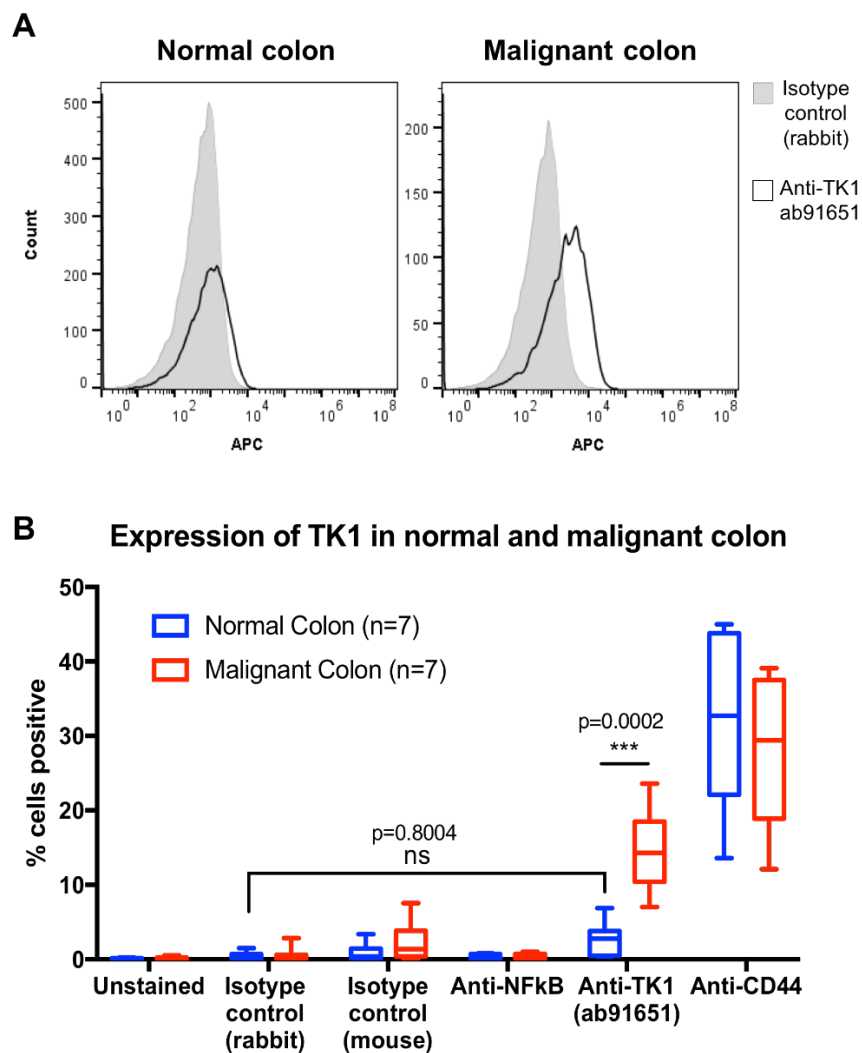 A
Normal colon
Malignant colon
Isotype
control
(rabbit)
Anti-TK1
ab91651
500
400
300
200
100
0
Count
10^0
10^2
10^4
10^6
10^8
APC
200
150
100
50
0
10^0
10^2
10^4
10^6
10^8
APC
B
Expression of TK1 in normal and malignant colon
50
40
30
20
10
0
% cells positive
Normal Colon (n=7)
Malignant Colon (n=7)
p=0.0002
***
p=0.8004
ns
Unstained
Isotype
control
(rabbit)
Isotype
control
(mouse)
Anti-NFkB
Anti-TK1
(ab91651)
Anti-CD44